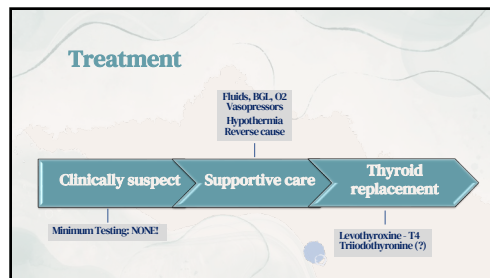 Treatment
Fluids, BGL, O2
Vasopressors
Hypothermia
Reverse cause
Clinically suspect
Supportive care
Thyroid
replacement
Minimum Testing: NONE!
Levothyroxine - T4
Triiodothyronine (?)